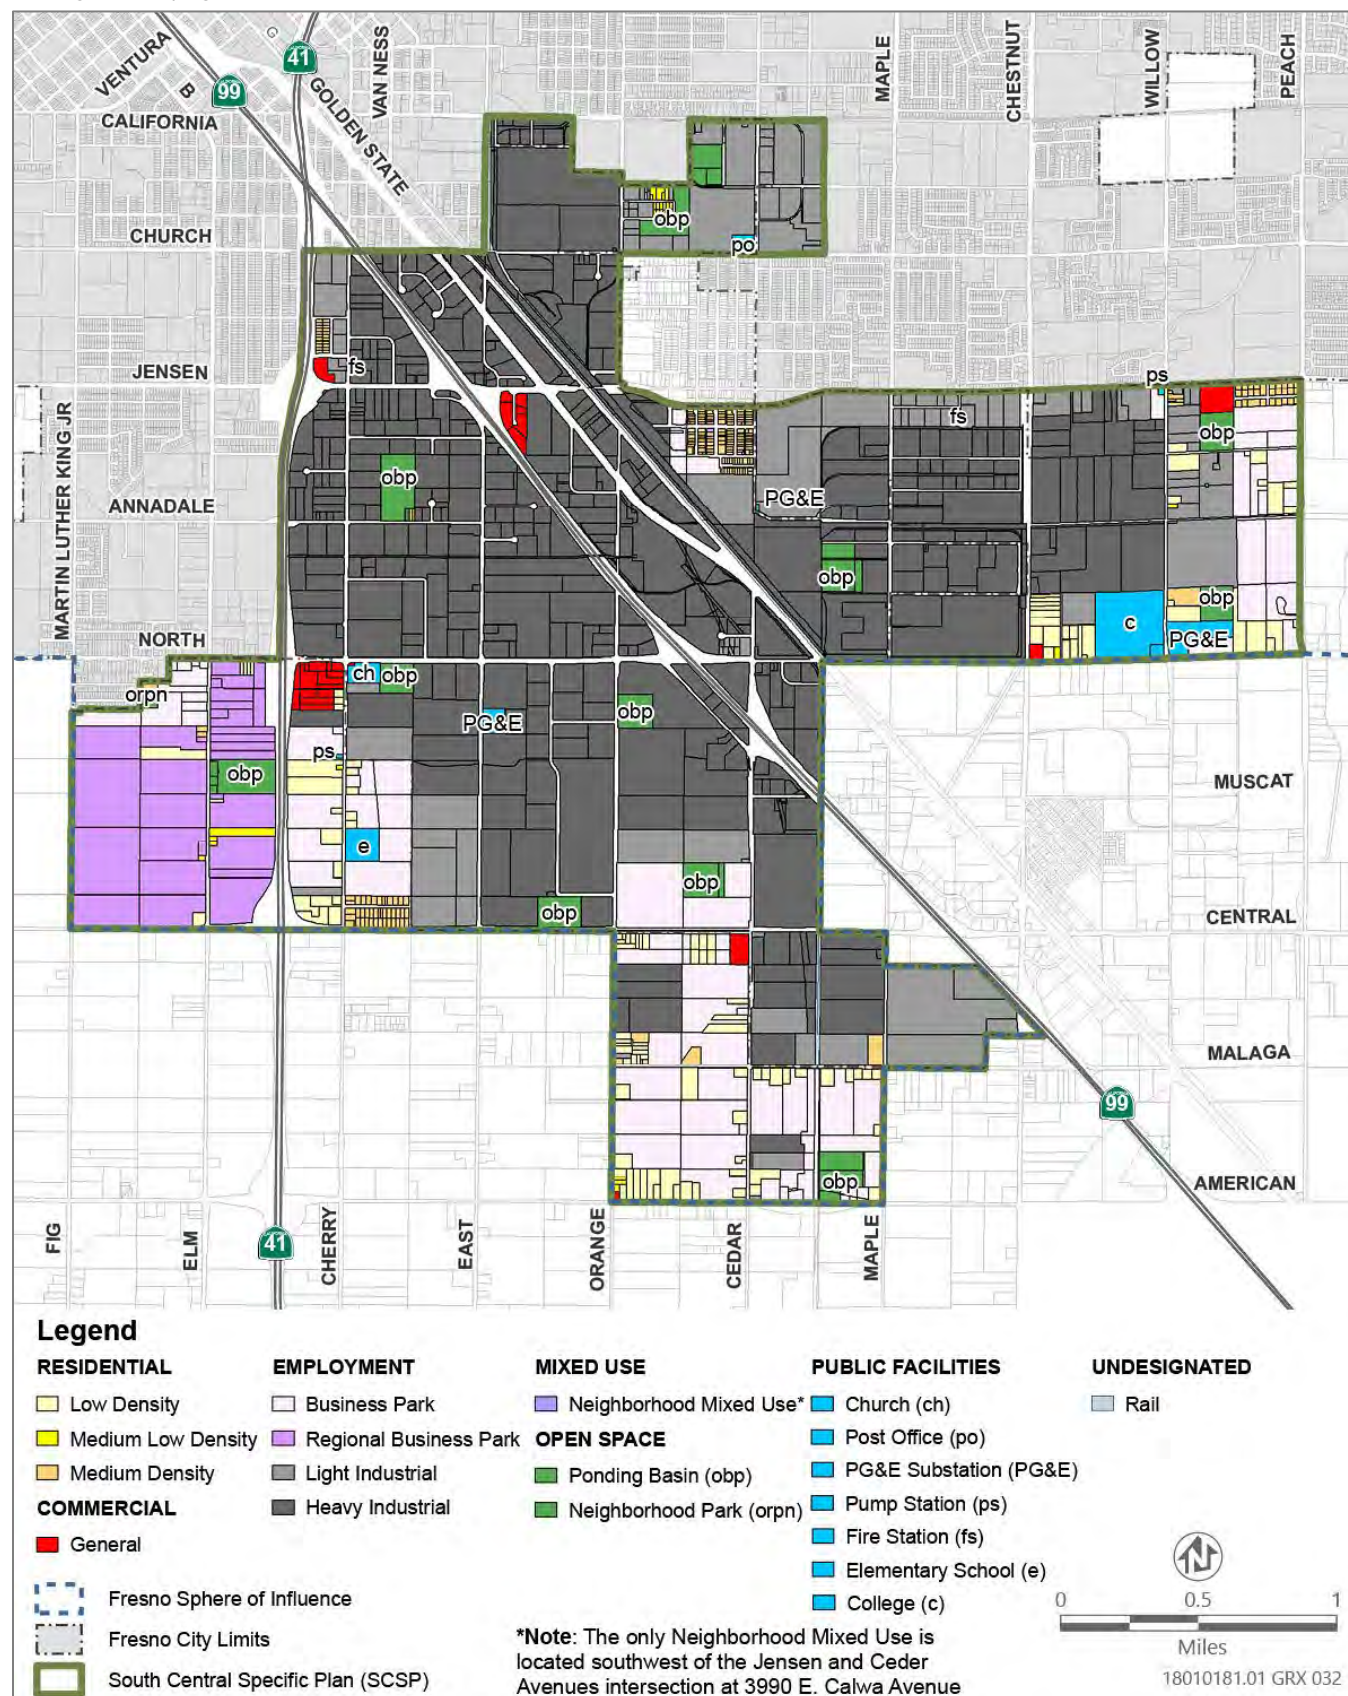 VENTURA
B
CALIFORNIA
99
41
G
GOLDEN STATE
VAN NESS
MAPLE
CHESTNUT
WILLOW
PEACH
CHURCH
obp
po
JENSEN
fs
ps
fs
obp
MARTIN LUTHER KING JR
obp
ANNADALE
PG&E
obp
obp
c
PG&E
NORTH
orpn
ch
obp
PG&E
obp
ps
obp
MUSCAT
e
obp
obp
CENTRAL
MALAGA
99
obp
AMERICAN
FIG
ELM
41
CHERRY
EAST
ORANGE
CEDAR
MAPLE
Legend
RESIDENTIAL
Low Density
Medium Low Density
Medium Density
COMMERCIAL
General
EMPLOYMENT
Business Park
Regional Business Park
Light Industrial
Heavy Industrial
MIXED USE
Neighborhood Mixed Use*
OPEN SPACE
Ponding Basin (obp)
Neighborhood Park (orpn)
PUBLIC FACILITIES
Church (ch)
Post Office (po)
PG&E Substation (PG&E)
Pump Station (ps)
Fire Station (fs)
Elementary School (e)
College (c)
UNDESIGNATED
Rail
Fresno Sphere of Influence
Fresno City Limits
South Central Specific Plan (SCSP)
*Note: The only Neighborhood Mixed Use is
located southwest of the Jensen and Ceder
Avenues intersection at 3990 E. Calwa Avenue
N
0 0.5 1
Miles
18010181.01 GRX 032